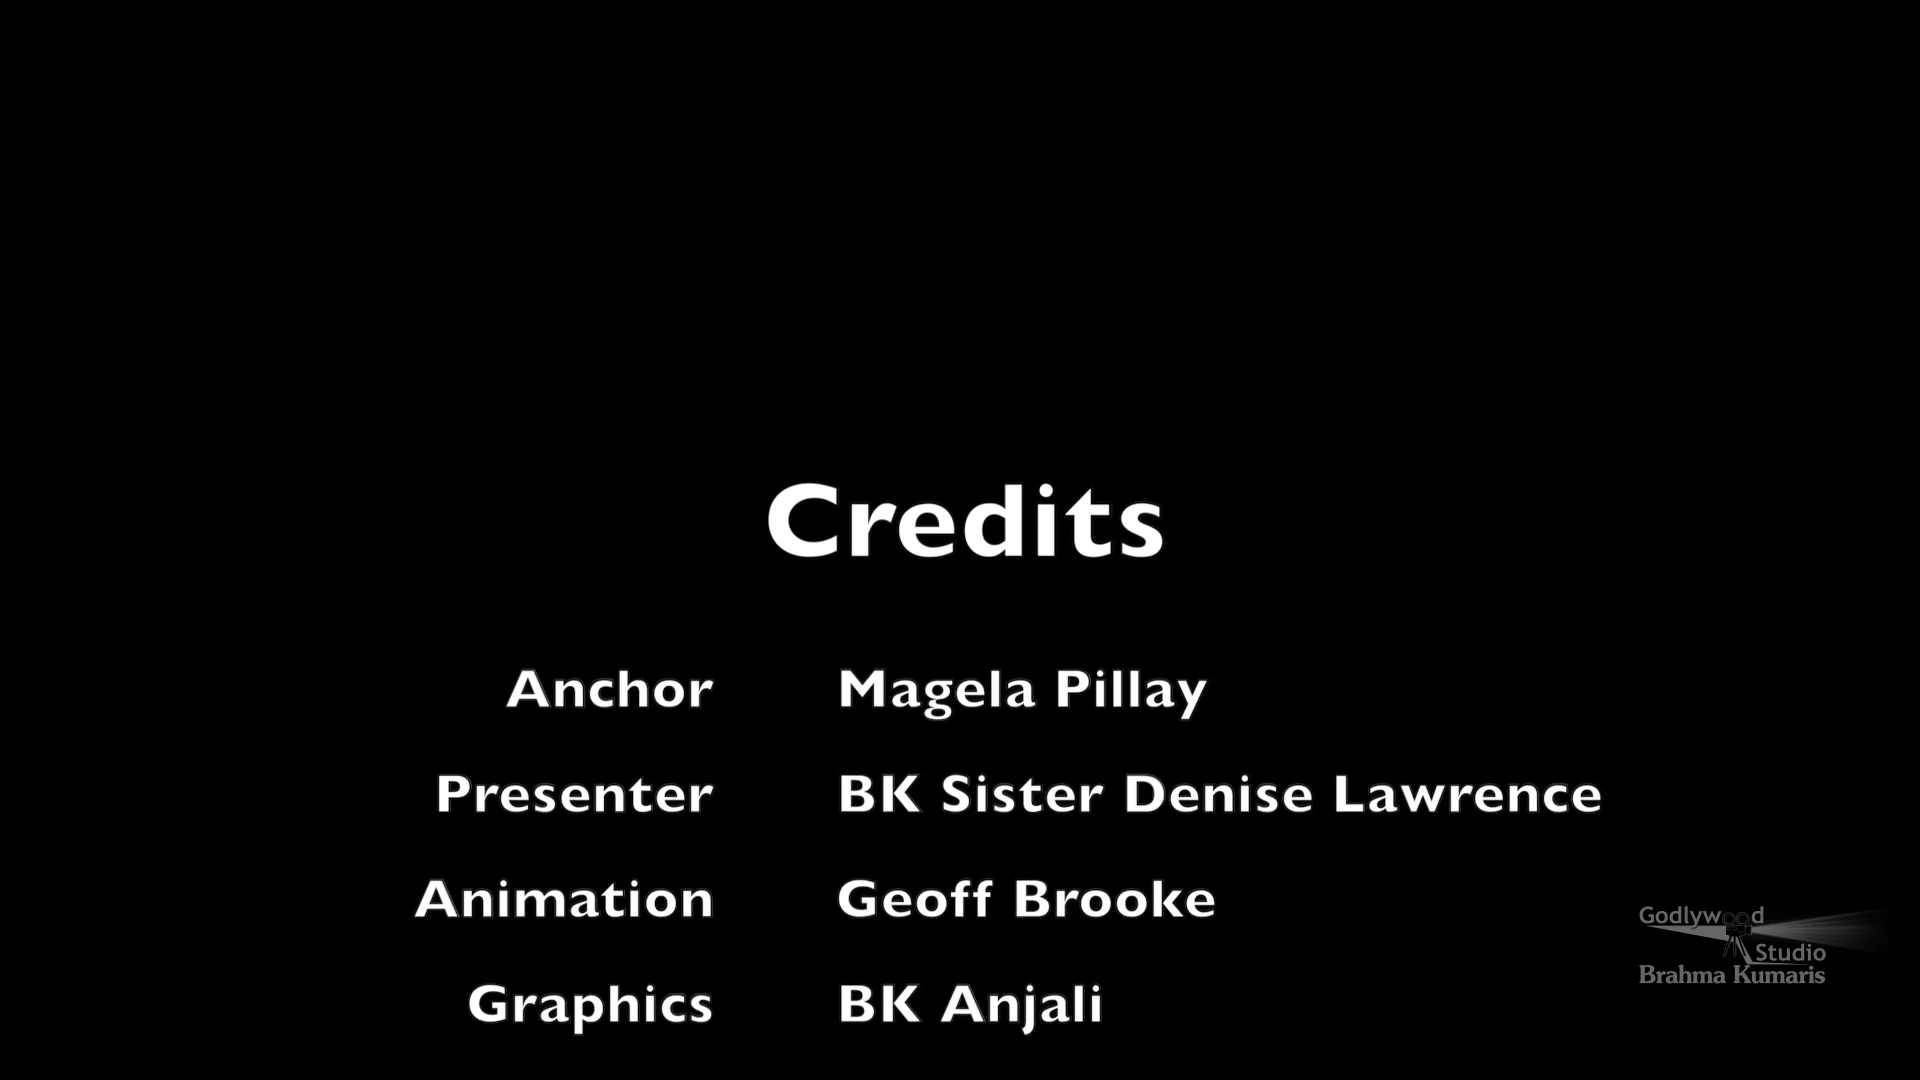 Credits
Anchor Magela Pillay
Presenter BK Sister Denise Lawrence
Animation Geoff Brooke
Graphics BK Anjali
Godlywood
Studio
Brahma Kumaris